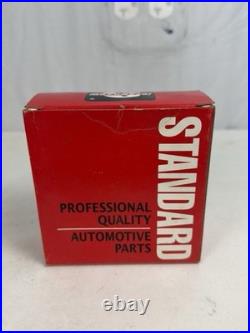 STANDARD
PROFESSIONAL
QUALITY
AUTOMOTIVE
PARTS